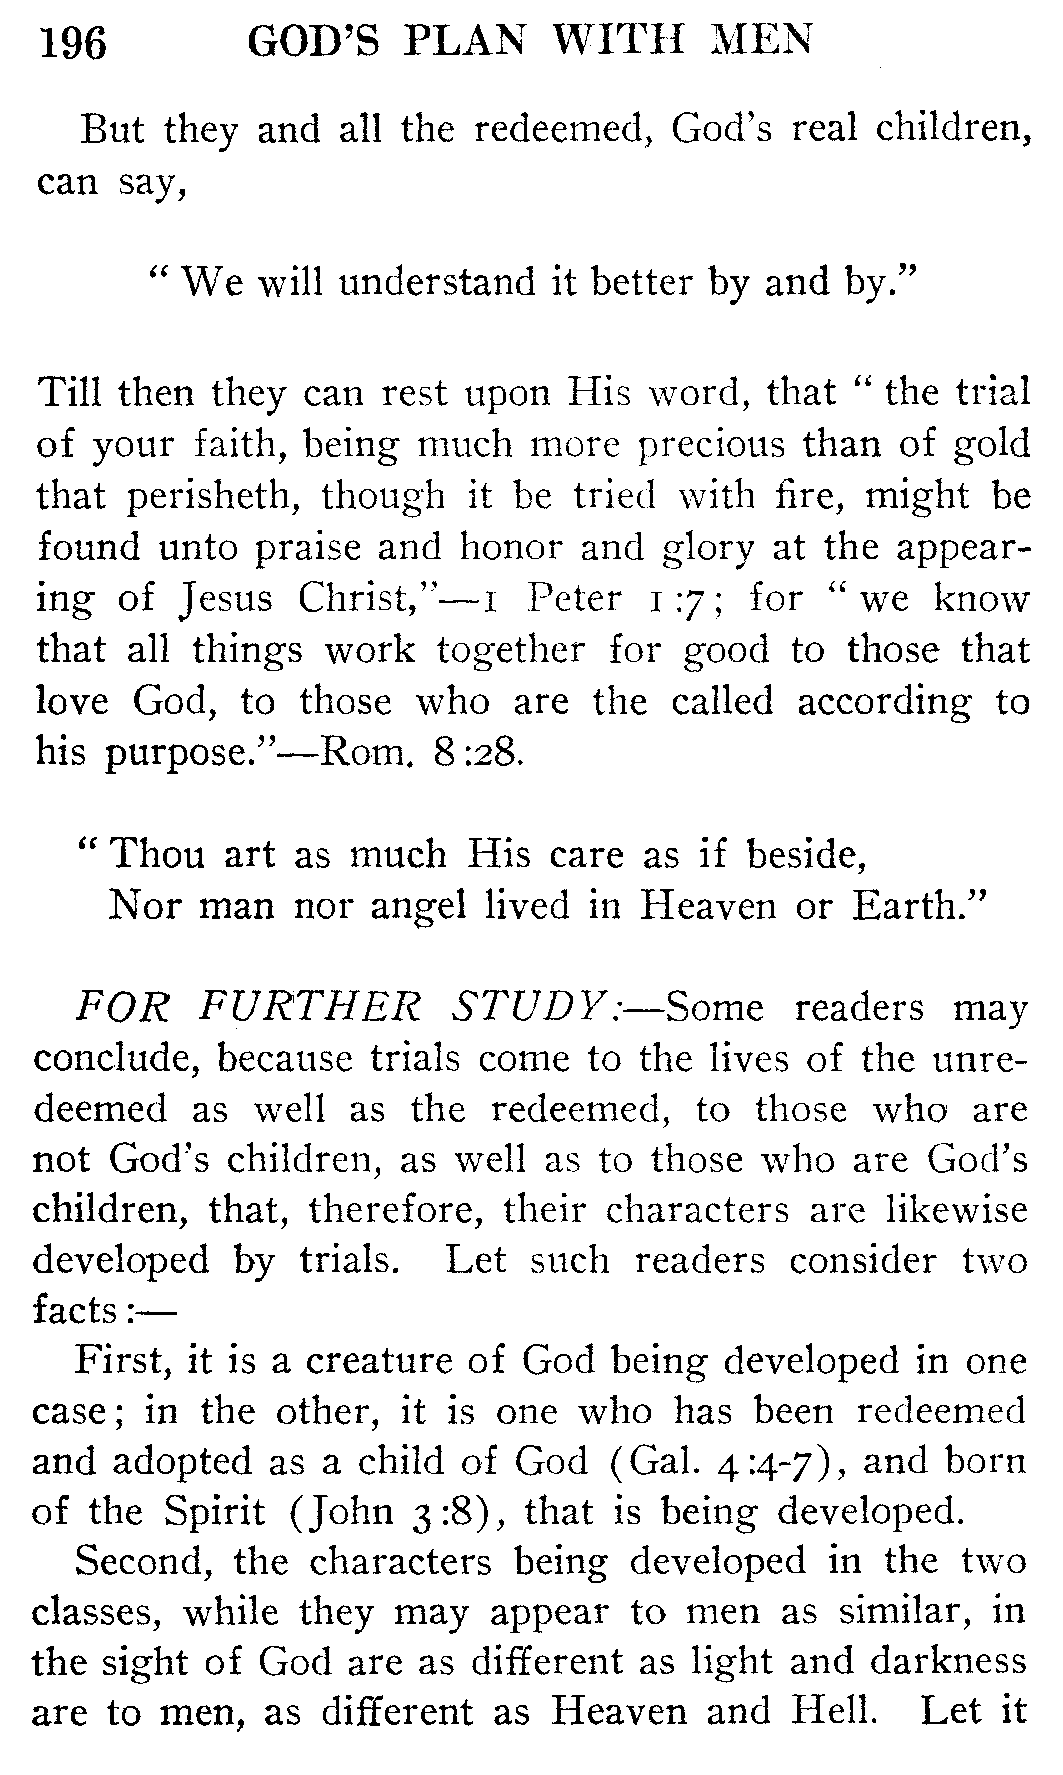 196 GOD'S PLAN WITH MEN
But they and all the redeemed, God's real children,
can say,
“ We will understand it better by and by.”
Till then they can rest upon His word, that “ the trial
of your faith, being much more precious than of gold
that perisheth, though it be tried with fire, might be
found unto praise and honor and glory at the appear-
ing of Jesus Christ,”—1 Peter 1:7; for “ we know
that all things work together for good to those that
love God, to those who are the called according to
his purpose.”—Rom. 8:28.
“ Thou art as much His care as if beside,
Nor man nor angel lived in Heaven or Earth.”
FOR FURTHER STUDY:—Some readers may
conclude, because trials come to the lives of the unre-
deemed as well as the redeemed, to those who are
not God's children, as well as to those who are God's
children, that, therefore, their characters are likewise
developed by trials. Let such readers consider two
facts:—
First, it is a creature of God being developed in one
case; in the other, it is one who has been redeemed
and adopted as a child of God (Gal. 4:4-7), and born
of the Spirit (John 3:8), that is being developed.
Second, the characters being developed in the two
classes, while they may appear to men as similar, in
the sight of God are as different as light and darkness
are to men, as different as Heaven and Hell. Let it